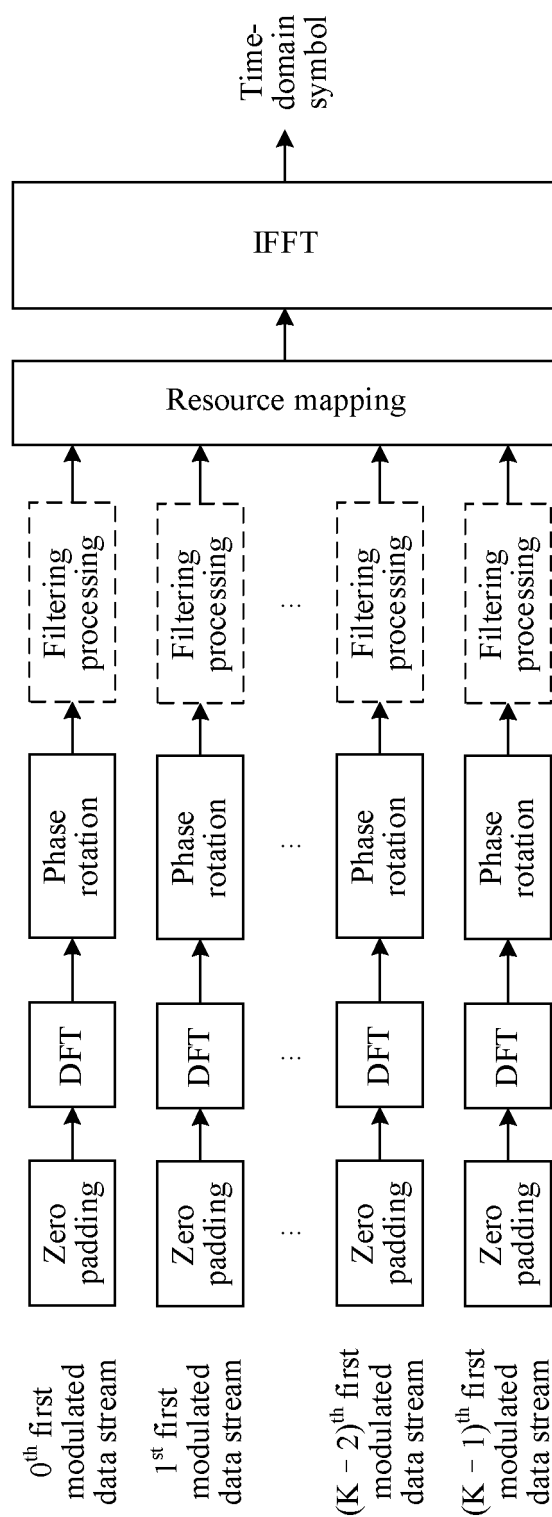 0th first
modulated
data stream
Zero
padding
DFT
Phase
rotation
Filtering
processing
1st first
modulated
data stream
Zero
padding
DFT
Phase
rotation
Filtering
processing
...
...
...
...
(K − 2)th first
modulated
data stream
Zero
padding
DFT
Phase
rotation
Filtering
processing
(K − 1)th first
modulated
data stream
Zero
padding
DFT
Phase
rotation
Filtering
processing
Resource mapping
IFFT
Time-
domain
symbol